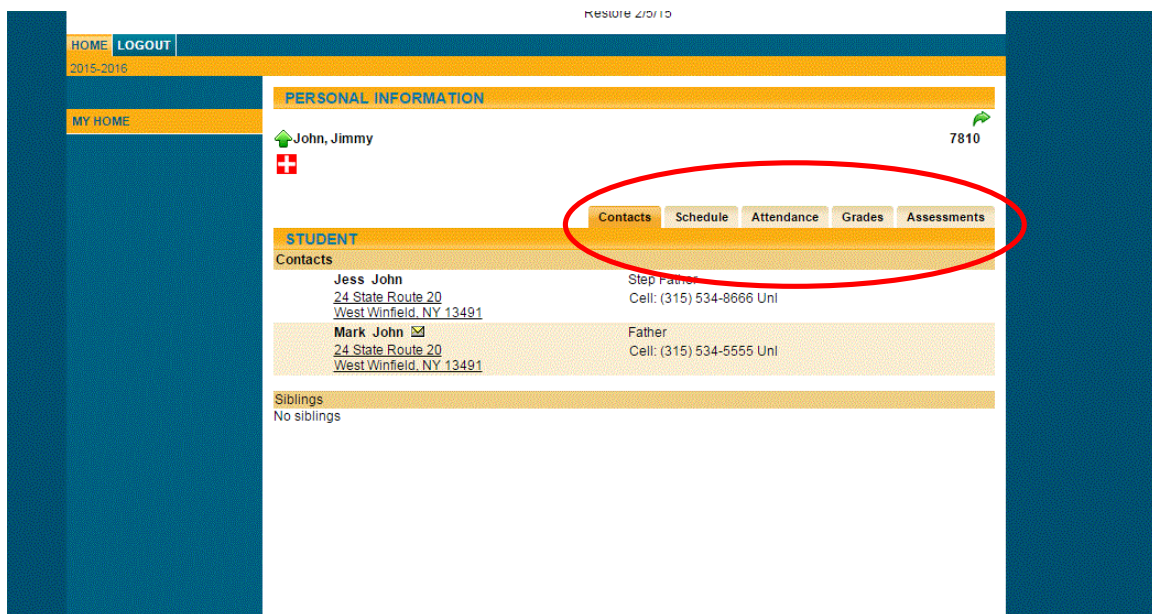 Restore 2/5/15
HOME LOGOUT
2015-2016
PERSONAL INFORMATION
MY HOME
John, Jimmy 7810
Contacts Schedule Attendance Grades Assessments
STUDENT
Contacts
Jess John Step Father
24 State Route 20 Cell: (315) 534-8666 Unl
West Winfield, NY 13491
Mark John Father
24 State Route 20 Cell: (315) 534-5555 Unl
West Winfield, NY 13491
Siblings
No siblings